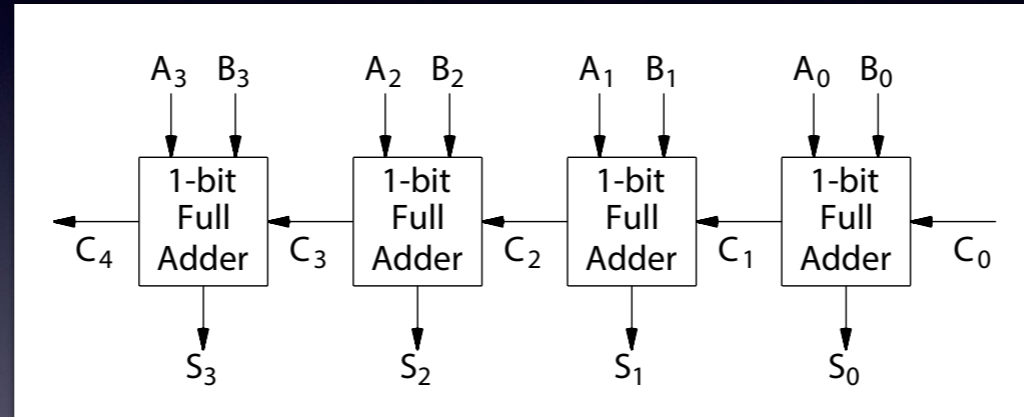 A₃ B₃ A₂ B₂ A₁ B₁ A₀ B₀
1-bit 1-bit 1-bit 1-bit
Full Full Full Full
C₄ Adder C₃ Adder C₂ Adder C₁ Adder C₀
S₃ S₂ S₁ S₀